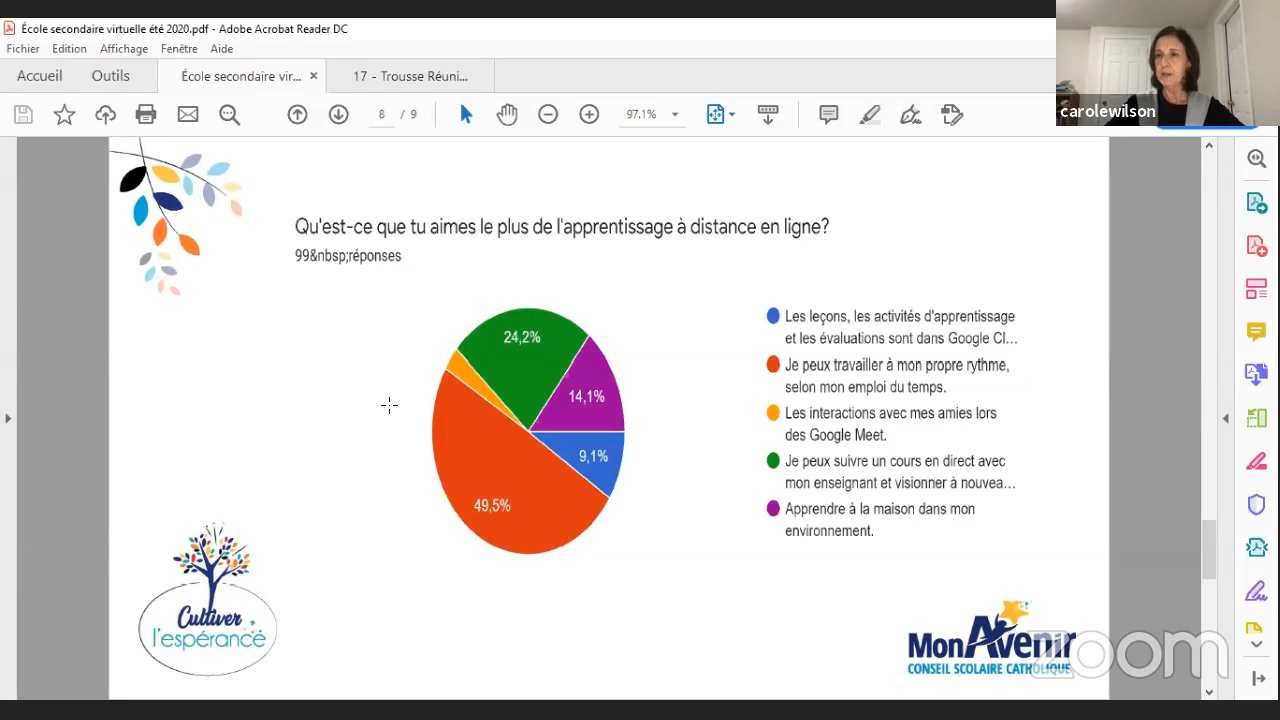 École secondaire virtuelle été 2020.pdf - Adobe Acrobat Reader DC
Fichier Edition Affichage Fenêtre Aide
Accueil Outils École secondaire vir... × 17 - Trousse Réuni...
8 / 9 97.1%
carolewilson
Qu'est-ce que tu aimes le plus de l'apprentissage à distance en ligne?
99&nbsp;réponses
24,2%
14,1%
9,1%
49,5%
Les leçons, les activités d'apprentissage
et les évaluations sont dans Google Cl...
Je peux travailler à mon propre rythme,
selon mon emploi du temps.
Les interactions avec mes amies lors
des Google Meet.
Je peux suivre un cours en direct avec
mon enseignant et visionner à nouvea...
Apprendre à la maison dans mon
environnement.
Cultiver
l'espérance
MonAvenir
CONSEIL SCOLAIRE CATHOLIQUE
zoom